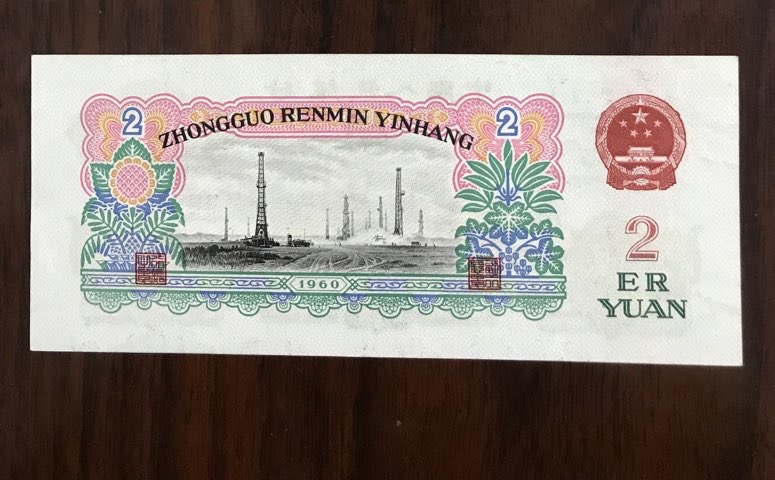 2
ZHONGGUO RENMIN YINHANG
2
1960
2
ER
YUAN